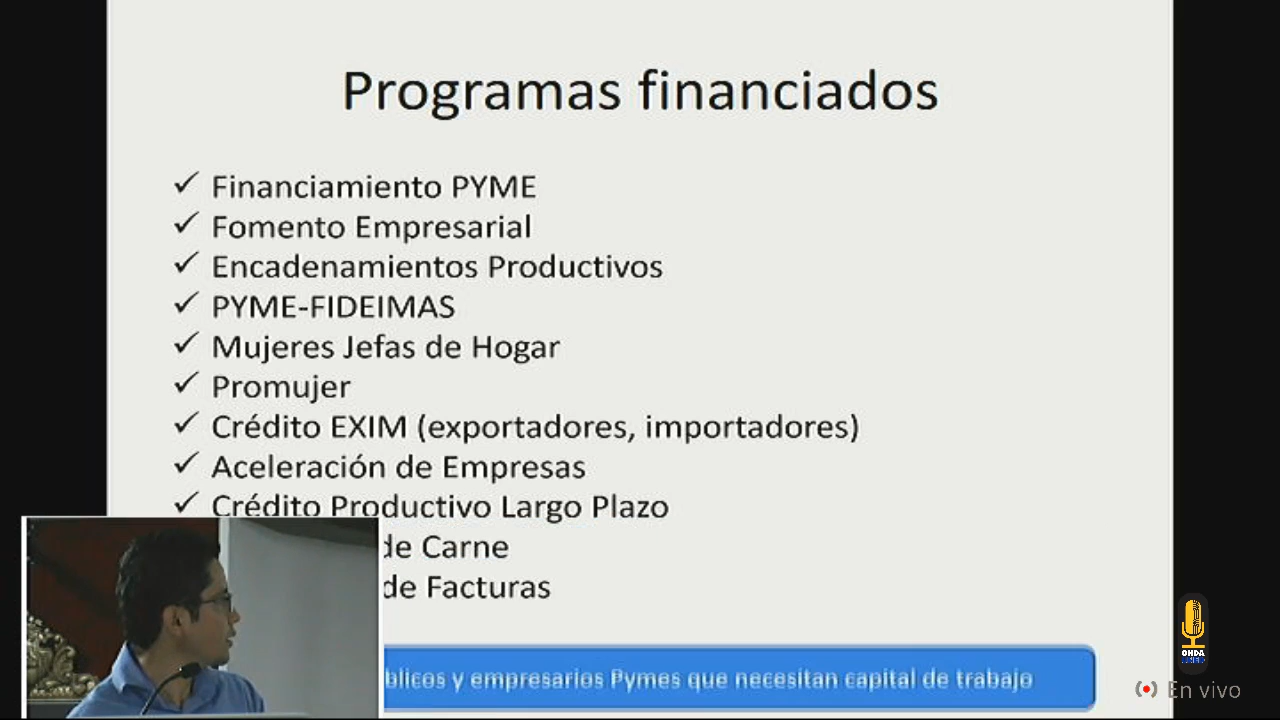 Programas financiados
✓ Financiamiento PYME
✓ Fomento Empresarial
✓ Encadenamientos Productivos
✓ PYME-FIDEIMAS
✓ Mujeres Jefas de Hogar
✓ Promujer
✓ Crédito EXIM (exportadores, importadores)
✓ Aceleración de Empresas
✓ Crédito Productivo Largo Plazo
de Carne
de Facturas
y empresarios Pymes que necesitan capital de trabajo
ONDA
En vivo